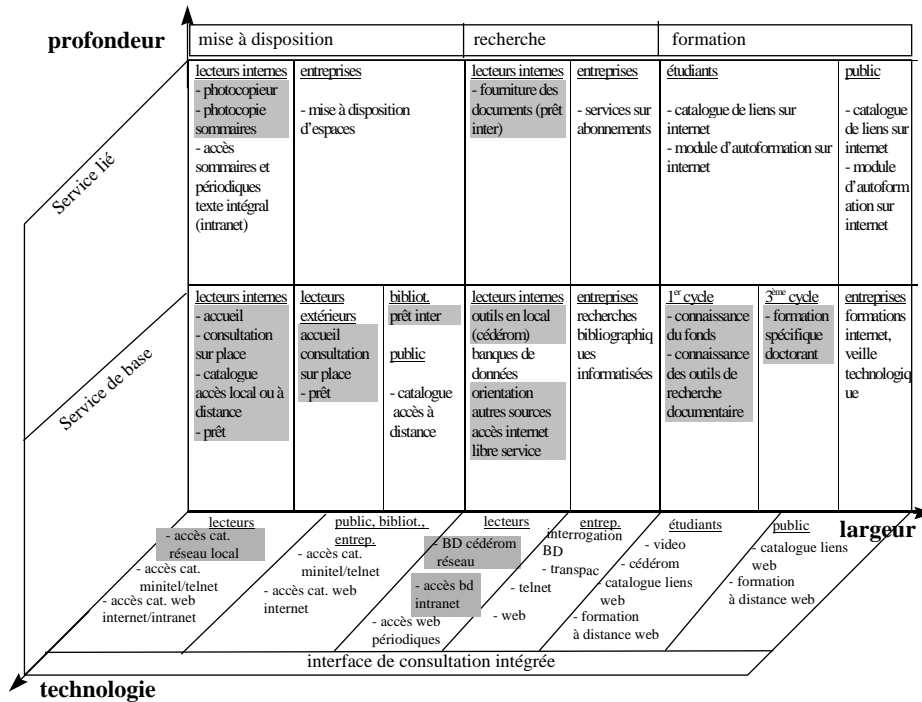 profondeur
mise à disposition
recherche
formation
Service lié
lecteurs internes
- photocopieur
- photocopie
sommaires
- accès
sommaires et
périodiques
texte intégral
(intranet)
entreprises
- mise à disposition
d'espaces
lecteurs internes
- fourniture des
documents (prêt
inter)
entreprises
- services sur
abonnements
étudiants
- catalogue de liens sur
internet
- module d'autoformation sur
internet
public
- catalogue
de liens sur
internet
- module
d'autoform
ation sur
internet
Service de base
lecteurs internes
- accueil
- consultation
sur place
- catalogue
accès local ou à
distance
- prêt
lecteurs
extérieurs
accueil
consultation
sur place
- prêt
bibliot.
prêt inter
public
- catalogue
accès à
distance
lecteurs internes
outils en local
(cédérom)
banques de
données
orientation
autres sources
accès internet
libre service
entreprises
recherches
bibliographiq
ues
informatisées
1er cycle
- connaissance
du fonds
- connaissance
des outils de
recherche
documentaire
3ème cycle
- formation
spécifique
doctorant
entreprises
formations
internet,
veille
technologiq
ue
largeur
lecteurs
- accès cat.
réseau local
- accès cat.
minitel/telnet
- accès cat. web
internet/intranet
public, bibliot.,
entrep.
- accès cat.
minitel/telnet
- accès cat. web
internet
lecteurs
- BD cédérom
réseau
- accès bd
intranet
- accès web
périodiques
entrep.
interrogation
BD
- transpac
- telnet
- web
étudiants
- video
- cédérom
- catalogue liens
web
- formation
à distance web
public
- catalogue liens
web
- formation
à distance web
interface de consultation intégrée
technologie